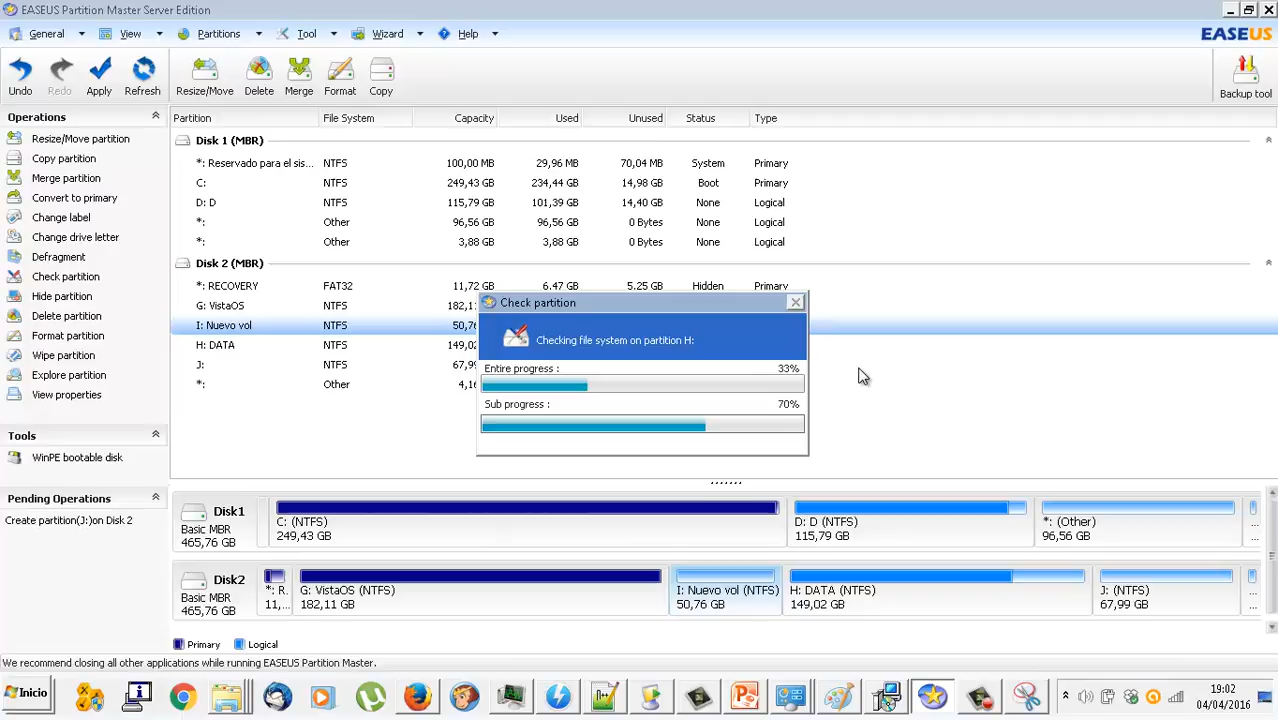 EASEUS Partition Master Server Edition
General View Partitions Tool Wizard Help EASEUS
Undo Redo Apply Refresh Resize/Move Delete Merge Format Copy Backup tool
Operations
Resize/Move partition
Copy partition
Merge partition
Convert to primary
Change label
Change drive letter
Defragment
Check partition
Hide partition
Delete partition
Format partition
Wipe partition
Explore partition
View properties
Tools
WinPE bootable disk
Pending Operations
Create partition(J:)on Disk 2
Partition File System Capacity Used Unused Status Type
Disk 1 (MBR)
*: Reservado para el sis... NTFS 100,00 MB 29,96 MB 70,04 MB System Primary
C: NTFS 249,43 GB 234,44 GB 14,98 GB Boot Primary
D: D NTFS 115,79 GB 101,39 GB 14,40 GB None Logical
*: Other 96,56 GB 96,56 GB 0 Bytes None Logical
*: Other 3,88 GB 3,88 GB 0 Bytes None Logical
Disk 2 (MBR)
*: RECOVERY FAT32 11,72 GB 6.47 GB 5.25 GB Hidden Primary
G: VistaOS NTFS 182,1
I: Nuevo vol NTFS 50,76
H: DATA NTFS 149,02
J: NTFS 67,99
*: Other 4,16
Check partition
Checking file system on partition H:
Entire progress : 33%
Sub progress : 70%
Disk1
Basic MBR
465,76 GB
C: (NTFS)
249,43 GB
D: D (NTFS)
115,79 GB
*: (Other)
96,56 GB
...
Disk2
Basic MBR
465,76 GB
*: R.
11,...
G: VistaOS (NTFS)
182,11 GB
I: Nuevo vol (NTFS)
50,76 GB
H: DATA (NTFS)
149,02 GB
J: (NTFS)
67,99 GB
...
Primary Logical
We recommend closing all other applications while running EASEUS Partition Master.
Inicio 19:02
04/04/2016